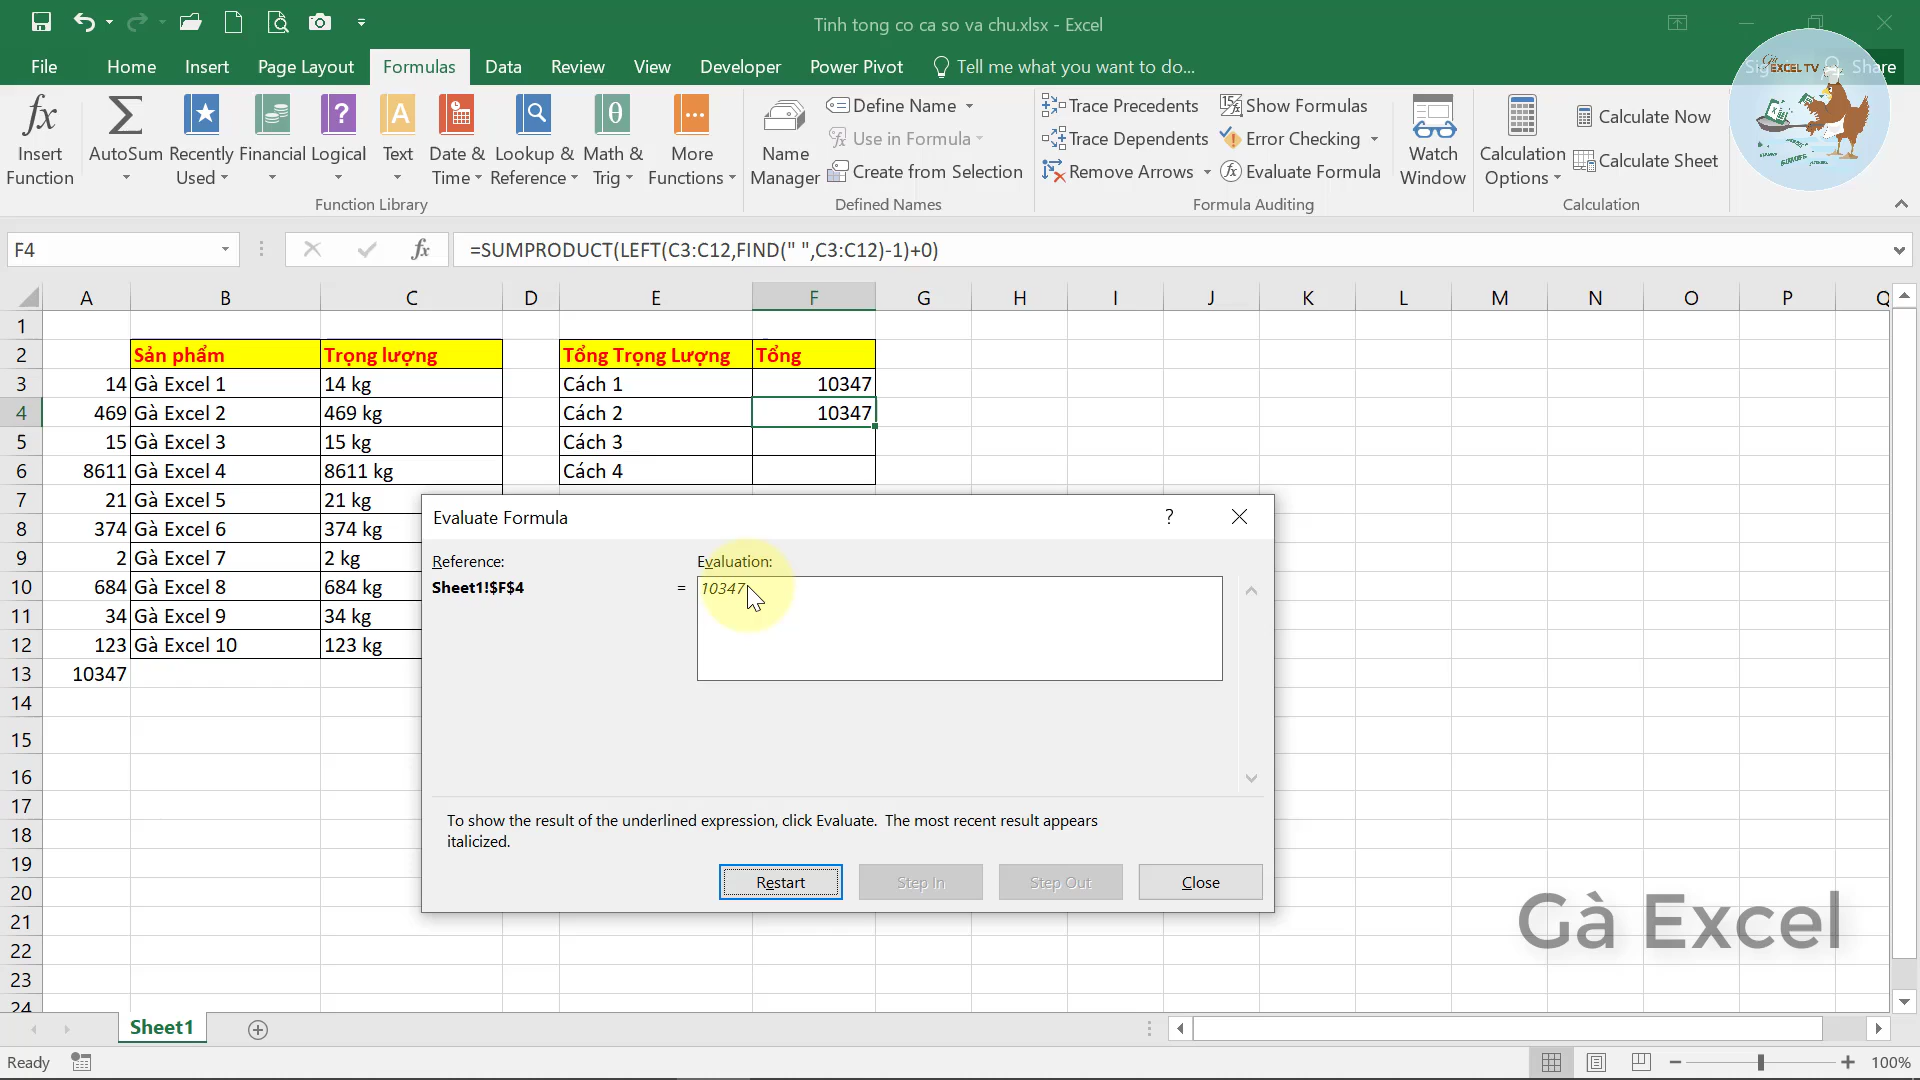 Tinh tong co ca so va chu.xlsx - Excel
File Home Insert Page Layout Formulas Data Review View Developer Power Pivot Tell me what you want to do... Share
EXCEL TV
Insert Function
AutoSum
Recently Used
Financial
Logical
Text
Date & Time
Lookup & Reference
Math & Trig
More Functions
Function Library
Name Manager
Define Name
Use in Formula
Create from Selection
Defined Names
Trace Precedents
Trace Dependents
Remove Arrows
Show Formulas
Error Checking
Evaluate Formula
Formula Auditing
Watch Window
Calculation Options
Calculate Now
Calculate Sheet
Calculation
F4 fx =SUMPRODUCT(LEFT(C3:C12,FIND(" ",C3:C12)-1)+0)
A B C D E F G H I J K L M N O P Q
1
2 Sản phẩm Trọng lượng Tổng Trọng Lượng Tổng
3 14 Gà Excel 1 14 kg Cách 1 10347
4 469 Gà Excel 2 469 kg Cách 2 10347
5 15 Gà Excel 3 15 kg Cách 3
6 8611 Gà Excel 4 8611 kg Cách 4
7 21 Gà Excel 5 21 kg
8 374 Gà Excel 6 374 kg
9 2 Gà Excel 7 2 kg
10 684 Gà Excel 8 684 kg
11 34 Gà Excel 9 34 kg
12 123 Gà Excel 10 123 kg
13 10347
14
15
16
17
18
19
20
21
22
23
24
Evaluate Formula ?
Reference: Evaluation:
Sheet1!$F$4 = 10347
To show the result of the underlined expression, click Evaluate. The most recent result appears
italicized.
Restart Step In Step Out Close
Gà Excel
Sheet1
Ready 100%